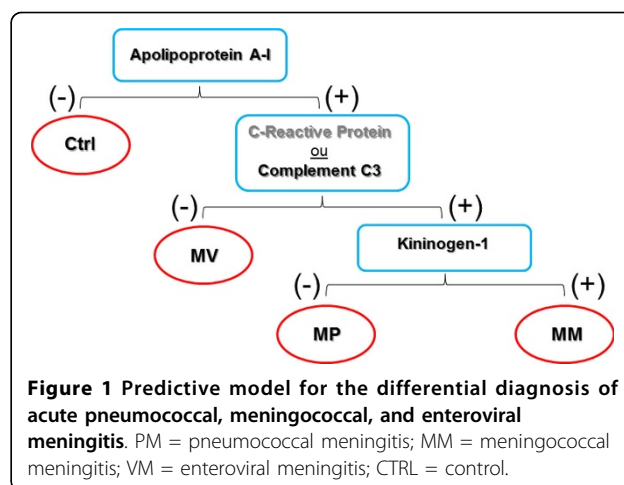 Apolipoprotein A-I
(-) (+)
Ctrl
C-Reactive Protein
ou
Complement C3
(-) (+)
MV
Kininogen-1
(-) (+)
MP MM
Figure 1 Predictive model for the differential diagnosis of
acute pneumococcal, meningococcal, and enteroviral
meningitis. PM = pneumococcal meningitis; MM = meningococcal
meningitis; VM = enteroviral meningitis; CTRL = control.